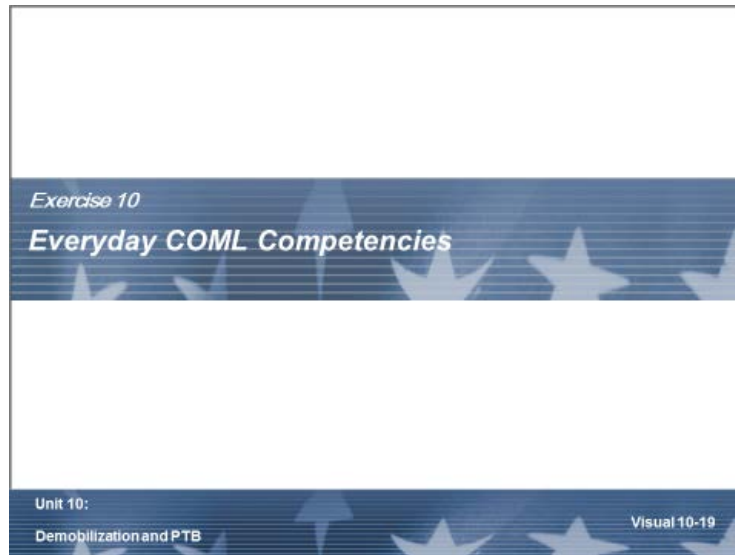 Exercise 10
Everyday COML Competencies
Unit 10:
Demobilization and PTB
Visual 10-19